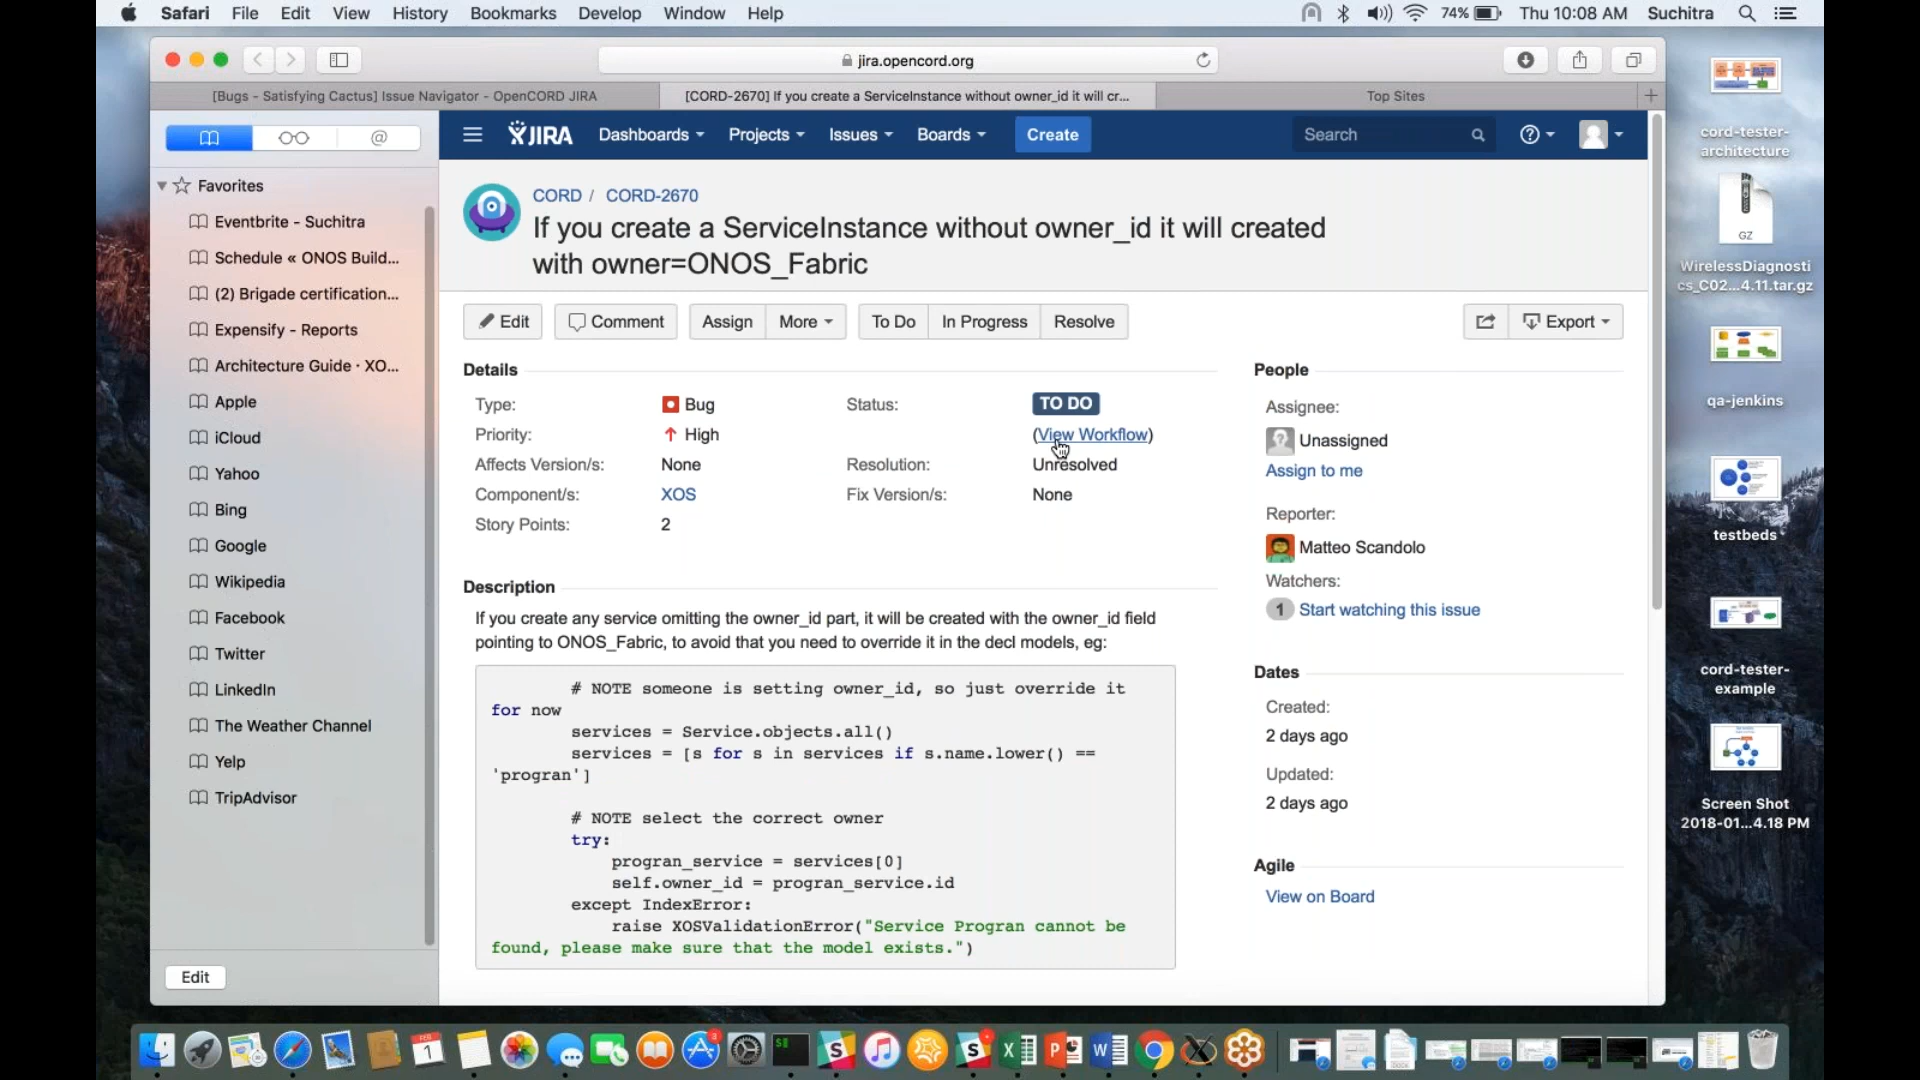 Safari File Edit View History Bookmarks Develop Window Help
74% Thu 10:08 AM Suchitra
jira.opencord.org
[Bugs - Satisfying Cactus] Issue Navigator - OpenCORD JIRA
[CORD-2670] If you create a ServiceInstance without owner_id it will cr...
Top Sites
@
Favorites
Eventbrite - Suchitra
Schedule « ONOS Build...
(2) Brigade certification...
Expensify - Reports
Architecture Guide · XO...
Apple
iCloud
Yahoo
Bing
Google
Wikipedia
Facebook
Twitter
LinkedIn
The Weather Channel
Yelp
TripAdvisor
Edit
JIRA Dashboards Projects Issues Boards Create Search
CORD / CORD-2670
If you create a ServiceInstance without owner_id it will created
with owner=ONOS_Fabric
Edit Comment Assign More To Do In Progress Resolve Export
Details
Type: Bug Status: TO DO
Priority: High (View Workflow)
Affects Version/s: None Resolution: Unresolved
Component/s: XOS Fix Version/s: None
Story Points: 2
Description
If you create any service omitting the owner_id part, it will be created with the owner_id field
pointing to ONOS_Fabric, to avoid that you need to override it in the decl models, eg:
# NOTE someone is setting owner_id, so just override it
for now
services = Service.objects.all()
services = [s for s in services if s.name.lower() ==
'progran']
# NOTE select the correct owner
try:
progran_service = services[0]
self.owner_id = progran_service.id
except IndexError:
raise XOSValidationError("Service Progran cannot be
found, please make sure that the model exists.")
People
Assignee:
Unassigned
Assign to me
Reporter:
Matteo Scandolo
Watchers:
1 Start watching this issue
Dates
Created:
2 days ago
Updated:
2 days ago
Agile
View on Board
cord-tester-
architecture
GZ
WirelessDiagnosti
cs_C02...4.11.tar.gz
qa-jenkins
testbeds
cord-tester-
example
Screen Shot
2018-01...4.18 PM
FEB
1